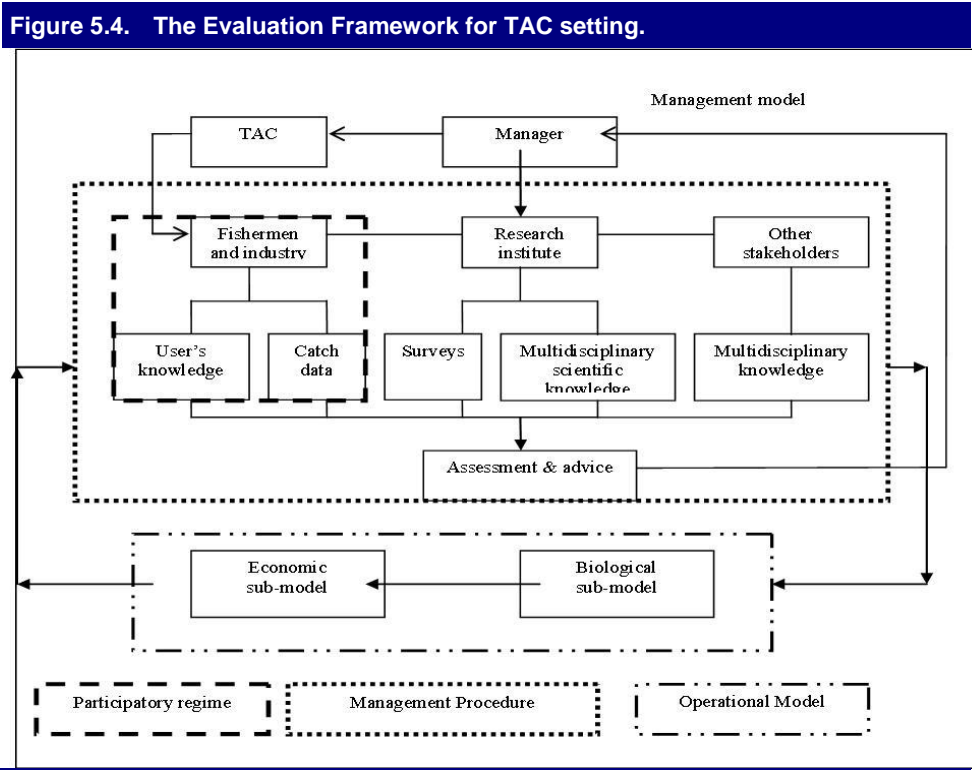 Figure 5.4. The Evaluation Framework for TAC setting.
Management model
TAC
Manager
Fishermen
and industry
Research
institute
Other
stakeholders
User's
knowledge
Catch
data
Surveys
Multidisciplinary
scientific
knowledge
Multidisciplinary
knowledge
Assessment & advice
Economic
sub-model
Biological
sub-model
Participatory regime
Management Procedure
Operational Model